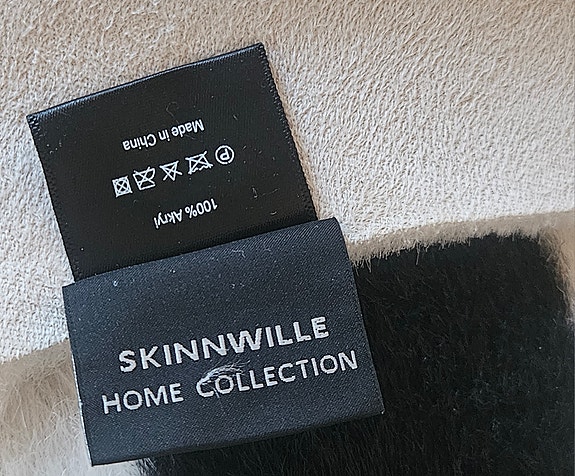 100% Akryl
P
Made in China
SKINNWILLE
HOME COLLECTION